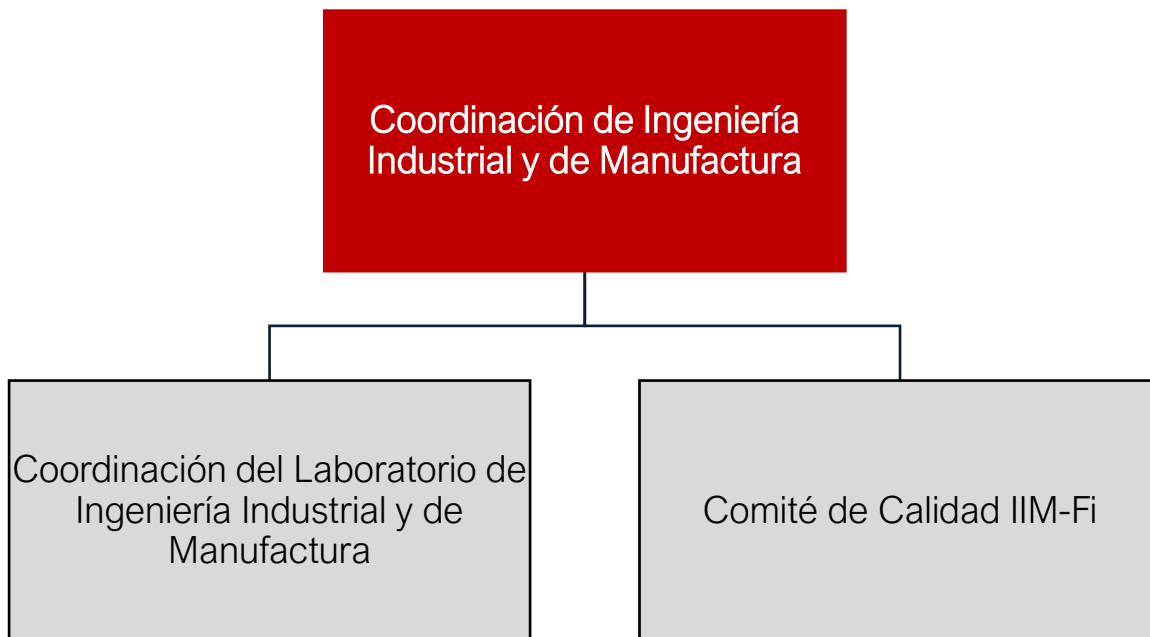 Coordinación de Ingeniería
Industrial y de Manufactura
Coordinación del Laboratorio de
Ingeniería Industrial y de
Manufactura
Comité de Calidad IIM-Fi